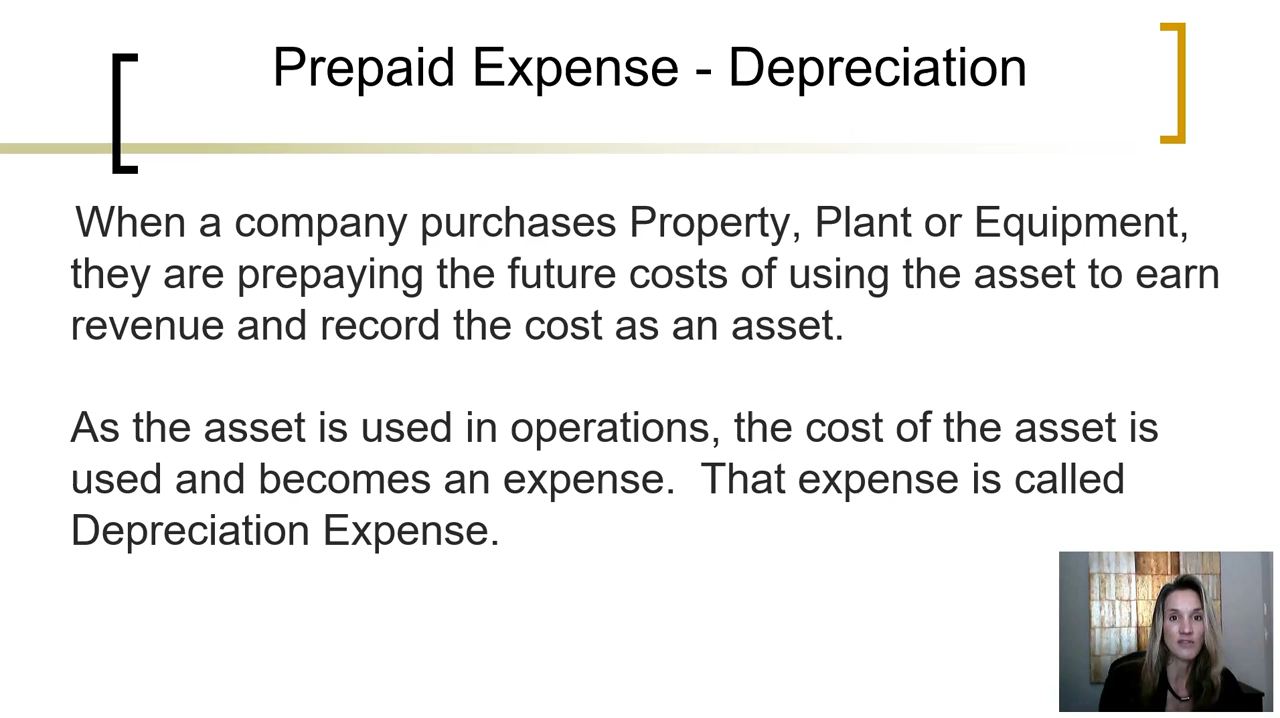 Prepaid Expense - Depreciation
When a company purchases Property, Plant or Equipment,
they are prepaying the future costs of using the asset to earn
revenue and record the cost as an asset.
As the asset is used in operations, the cost of the asset is
used and becomes an expense.  That expense is called
Depreciation Expense.